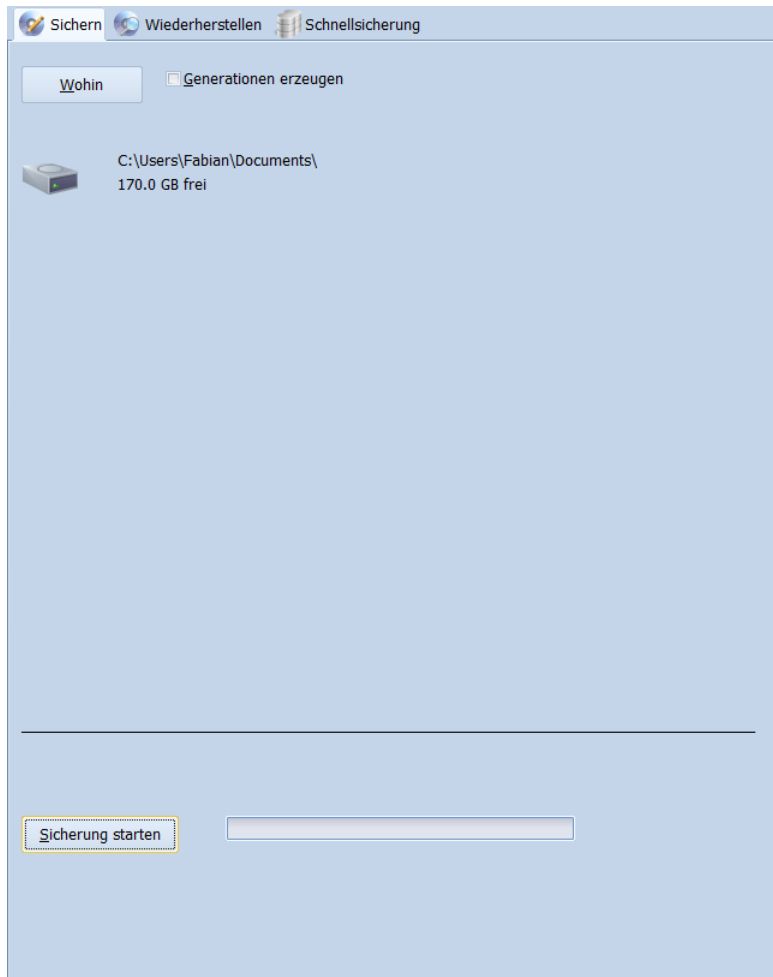 Sichern Wiederherstellen Schnellsicherung
Wohin Generationen erzeugen
C:\Users\Fabian\Documents\
170.0 GB frei
Sicherung starten